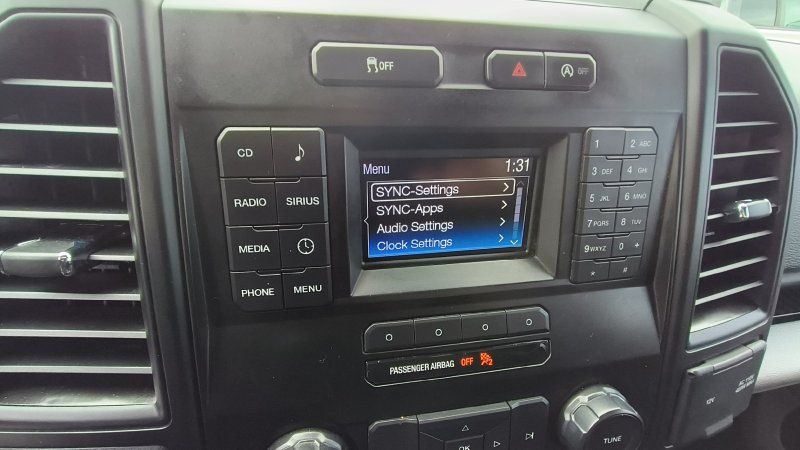 OFF
OFF
CD
RADIO
SIRIUS
MEDIA
PHONE
MENU
Menu
1:31
SYNC-Settings
SYNC-Apps
Audio Settings
Clock Settings
1
2 ABC
3 DEF
4 GHI
5 JKL
6 MNO
7 PQRS
8 TUV
9 WXYZ
0 +
*
#
PASSENGER AIRBAG OFF
2
OK
TUNE
12V